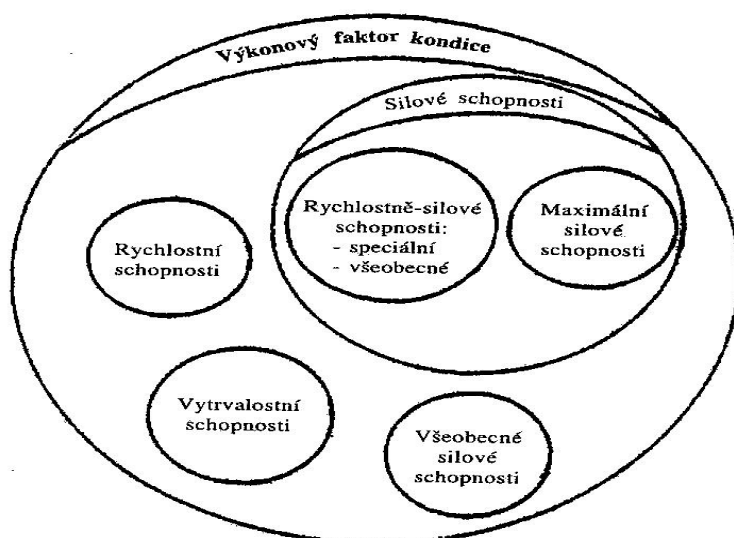 Výkonový faktor kondice
Silové schopnosti
Rychlostně-silové
schopnosti:
- speciální
- všeobecné
Maximální
silové
schopnosti
Rychlostní
schopnosti
Vytrvalostní
schopnosti
Všeobecné
silové
schopnosti